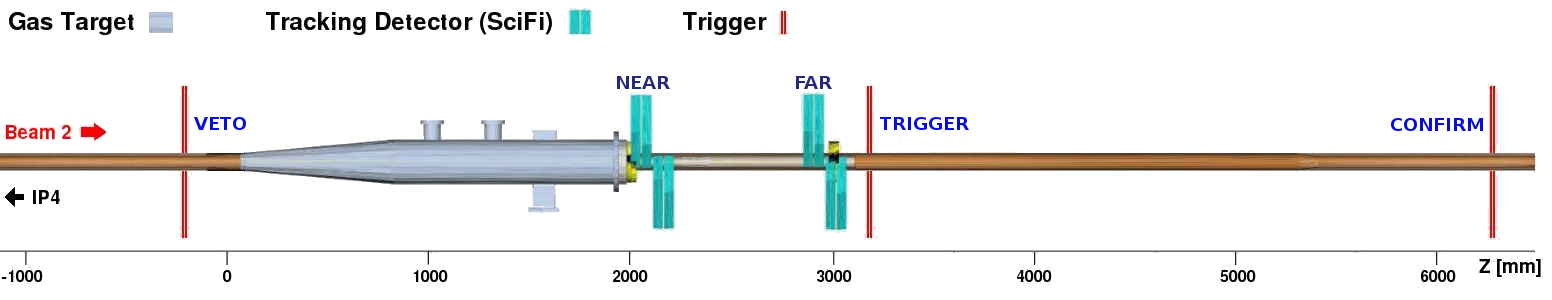 Gas Target Tracking Detector (SciFi) Trigger
NEAR FAR
VETO TRIGGER CONFIRM
Beam 2
IP4
-1000 0 1000 2000 3000 4000 5000 6000 Z [mm]